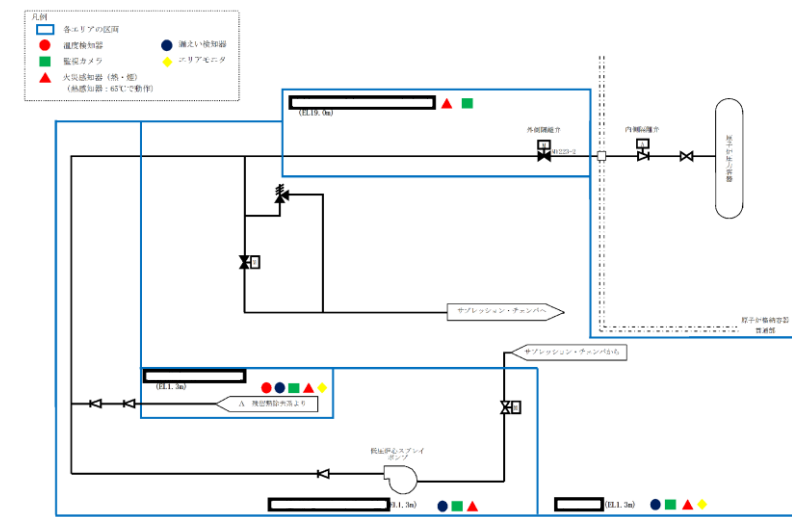 凡例
各エリアの区画
温度検知器
漏えい検知器
監視カメラ
エリアモニタ
火災感知器（熱・煙）
（熱感知器：65℃で動作）
(EL19.0m)
外側隔離弁
内側隔離弁
MO223-2
原子炉圧力容器
サプレッション・チェンバへ
原子炉格納容器
貫通部
サプレッション・チェンバから
(EL1.3m)
A 残留熱除去系より
低圧炉心スプレイ
ポンプ
(EL1.3m)
(EL1.3m)